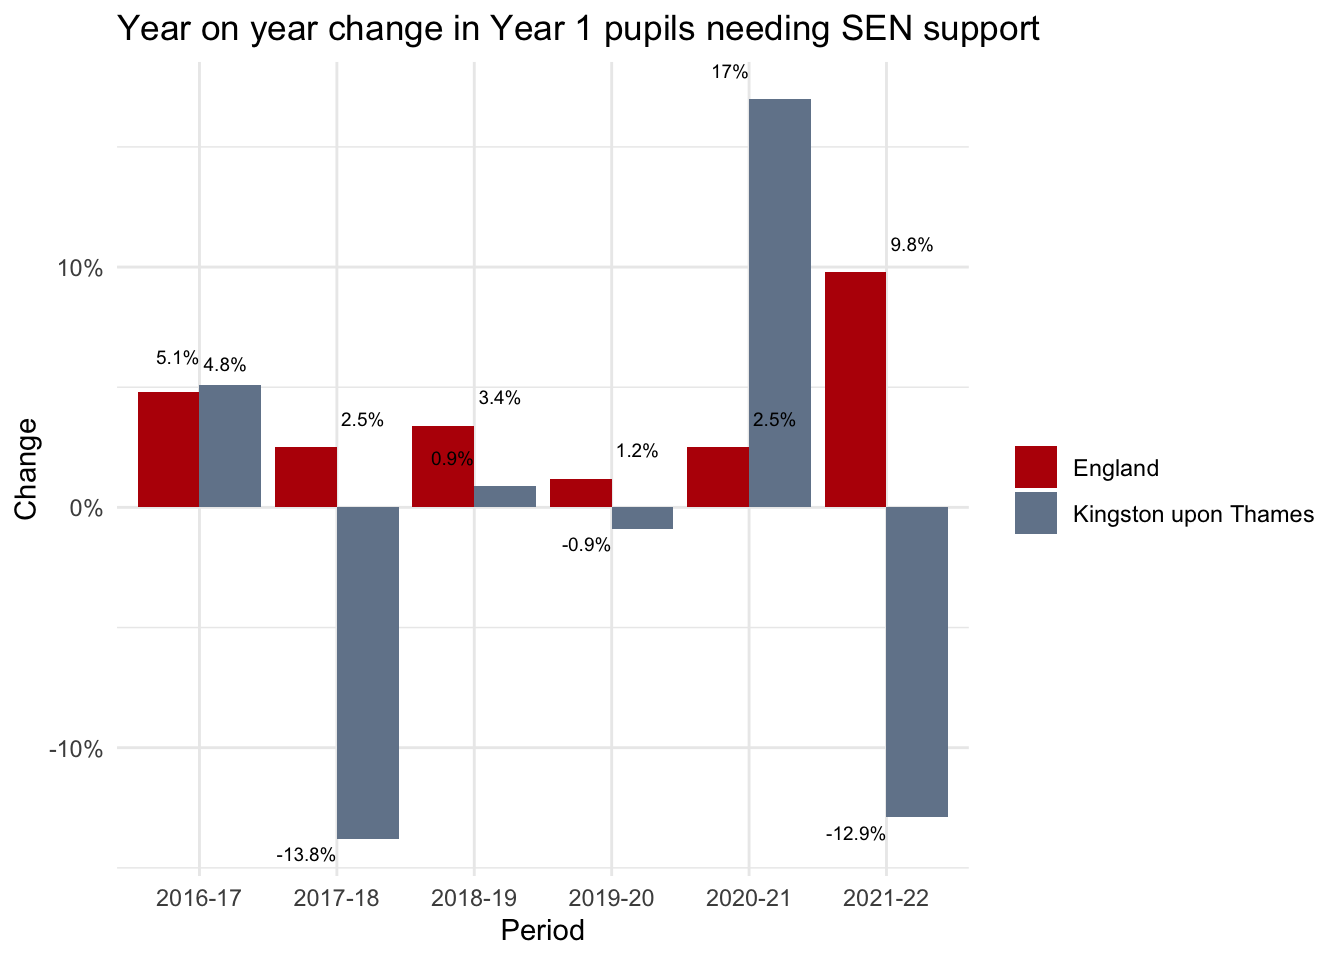 Year on year change in Year 1 pupils needing SEN support
17%
9.8%
10%
5.1%
4.8%
3.4%
2.5%
2.5%
1.2%
0.9%
0%
-0.9%
-10%
-12.9%
-13.8%
Change
England
Kingston upon Thames
2016-17 2017-18 2018-19 2019-20 2020-21 2021-22
Period